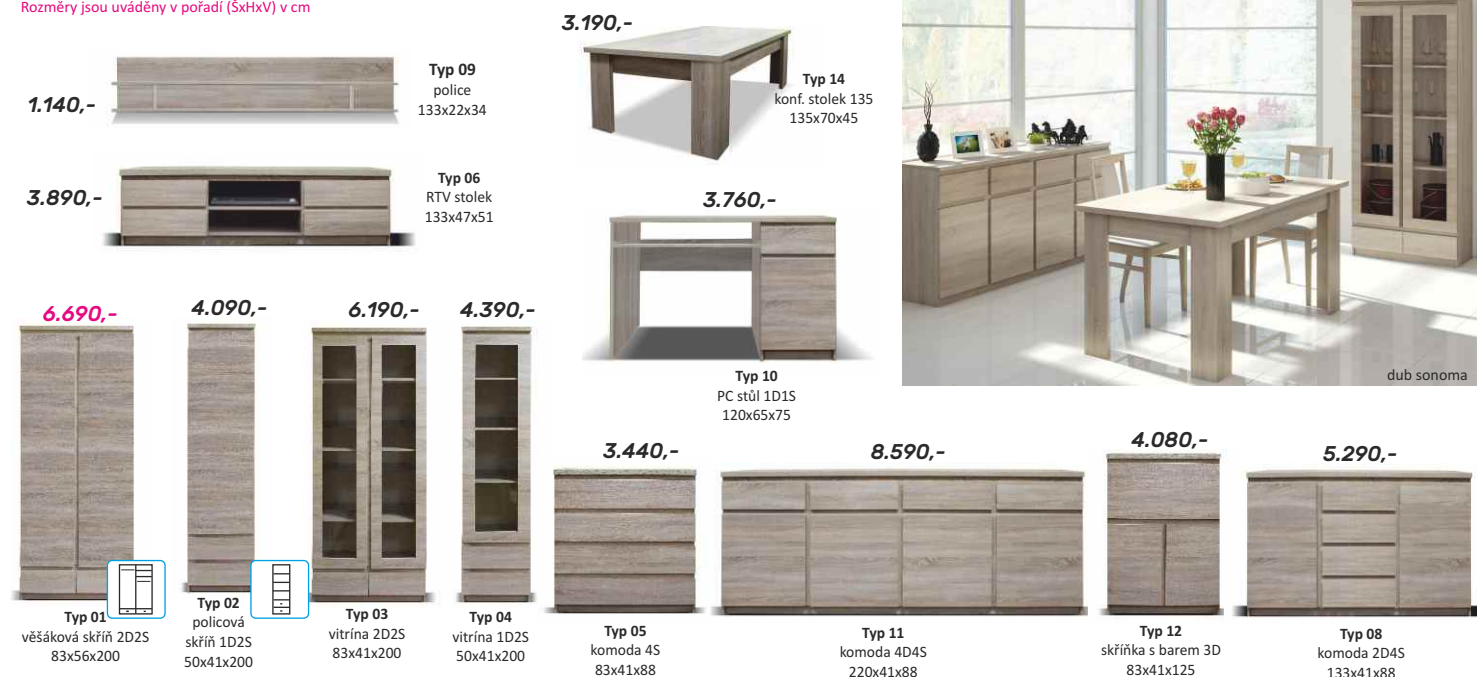 Rozměry jsou uváděny v pořadí (ŠxHxV) v cm
1.140,-
Typ 09
police
133x22x34
3.190,-
Typ 14
konf. stolek 135
135x70x45
3.890,-
Typ 06
RTV stolek
133x47x51
3.760,-
Typ 10
PC stůl 1D1S
120x65x75
dub sonoma
6.690,-
Typ 01
věšáková skříň 2D2S
83x56x200
4.090,-
Typ 02
policová
skříň 1D2S
50x41x200
6.190,-
Typ 03
vitrína 2D2S
83x41x200
4.390,-
Typ 04
vitrína 1D2S
50x41x200
3.440,-
Typ 05
komoda 4S
83x41x88
8.590,-
Typ 11
komoda 4D4S
220x41x88
4.080,-
Typ 12
skříňka s barem 3D
83x41x125
5.290,-
Typ 08
komoda 2D4S
133x41x88